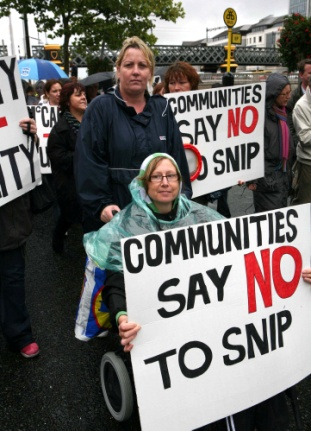 COMMUNITIES
SAY NO
TO SNIP
COMMUNITIES
SAY NO
TO SNIP